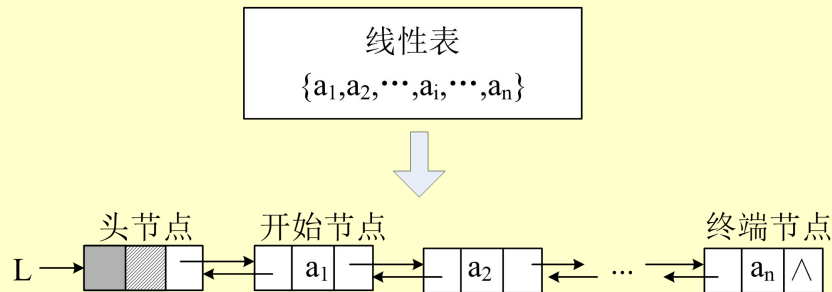 线性表
{a₁,a₂,···,aᵢ,···,aₙ}
头节点 开始节点 终端节点
L a₁ a₂ ... aₙ ∧